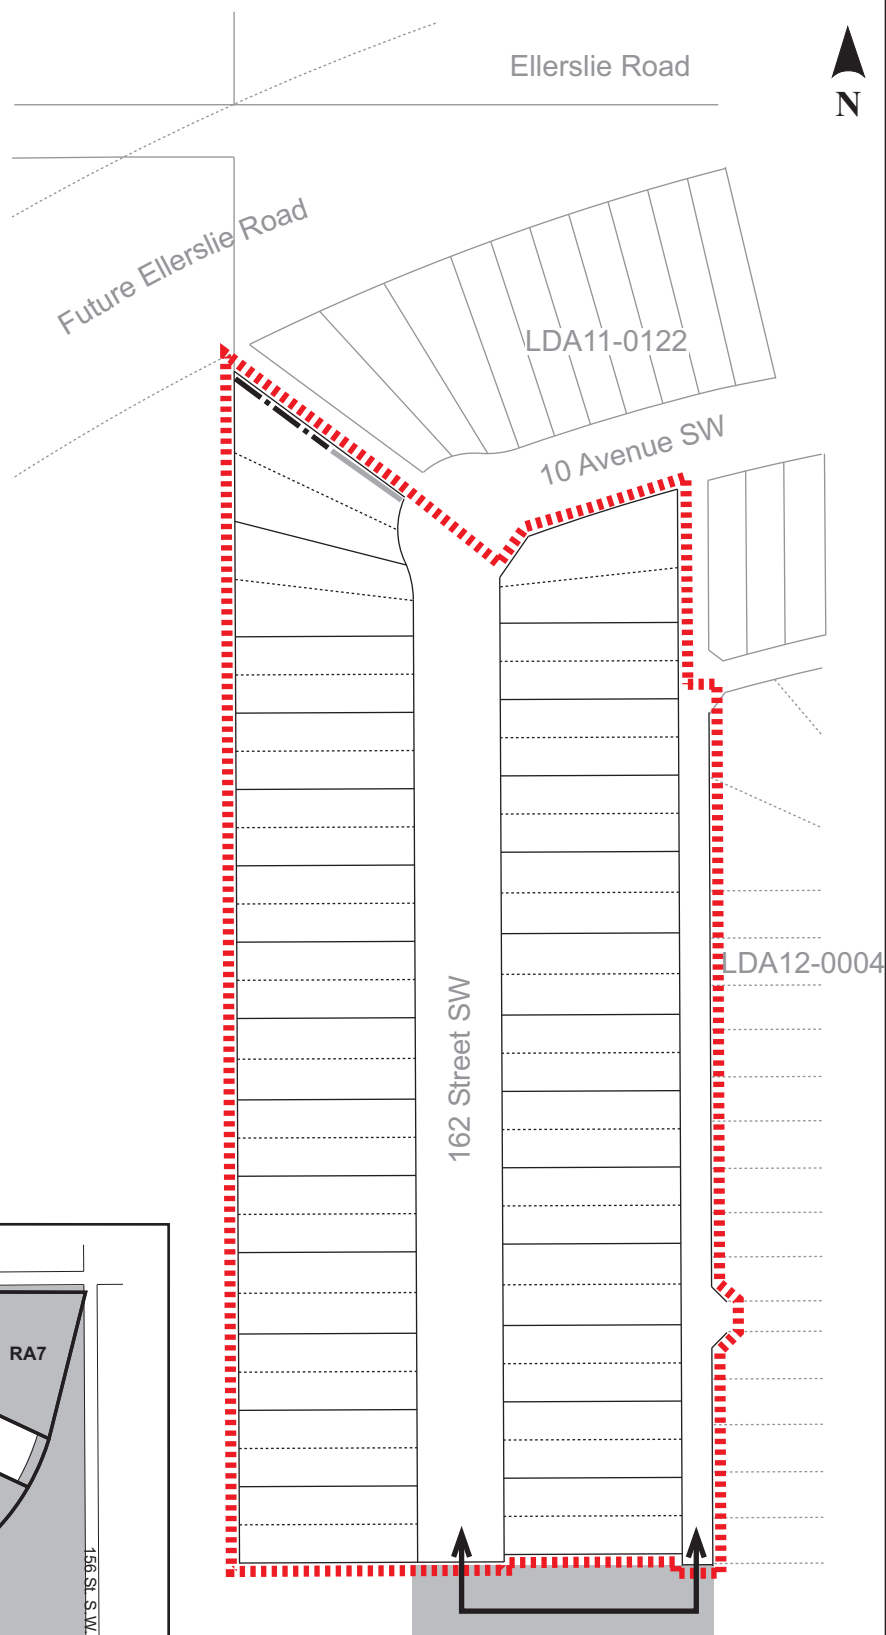 Ellerslie Road
N
Future Ellerslie Road
LDA11-0122
10 Avenue SW
LDA12-0004
162 Street SW
RA7
156 St. S.W.